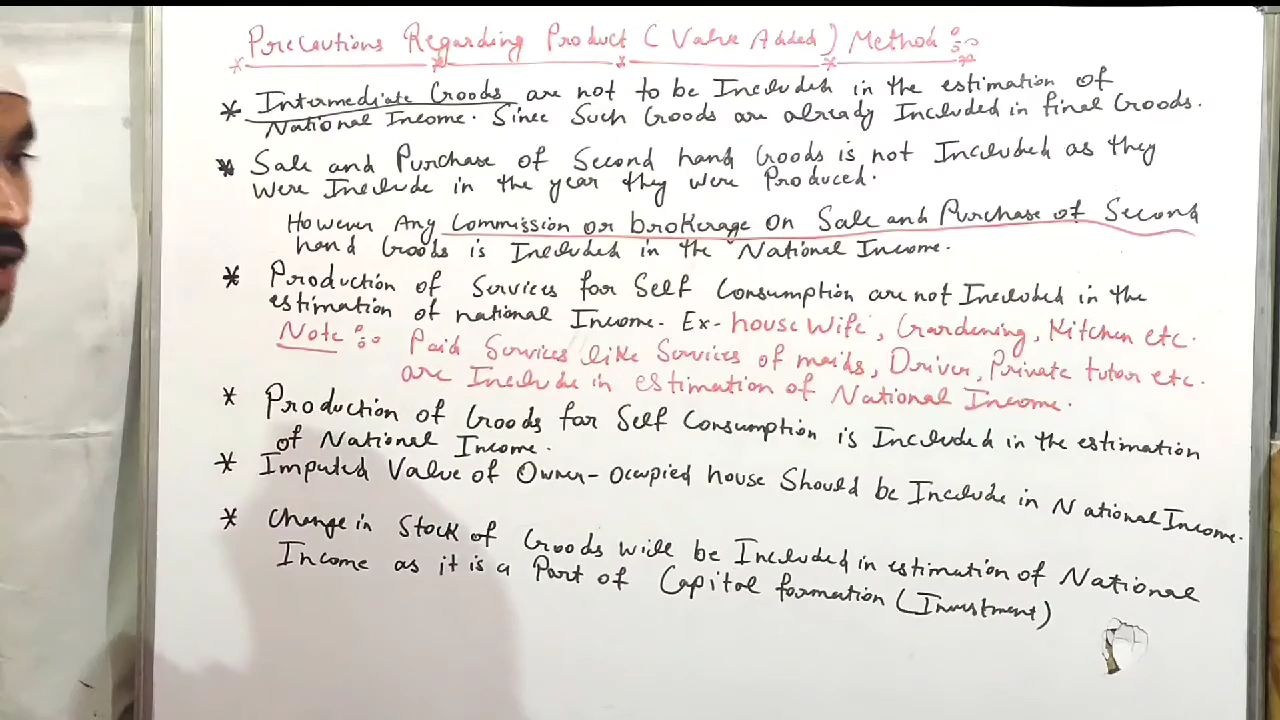 Precautions Regarding Product (Value Added) Method :-
* Intermediate Goods are not to be Included in the estimation of
National Income. Since Such Goods are already Included in final Goods.
* Sale and Purchase of Second hand Goods is not Included as they
Were Include in the year they were Produced.
However Any Commission or brokerage on Sale and Purchase of Second
hand Goods is Included in the National Income.
* Production of Services for Self Consumption are not Included in the
estimation of national Income. Ex- house Wife, Gardening, Kitchen etc.
Note :- Paid Services like Services of maids, Driver, Private tutor etc.
are Include in estimation of National Income.
* Production of Goods for Self Consumption is Included in the estimation
of National Income.
* Imputed Value of Owner-Occupied house Should be Include in National Income.
* Change in Stock of Goods will be Included in estimation of National
Income as it is a Part of Capital formation (Investment)